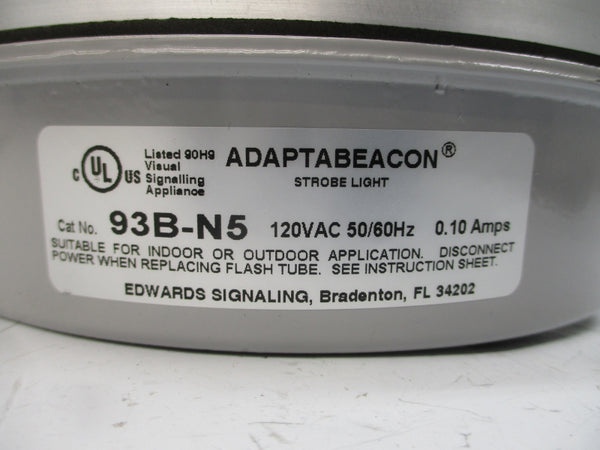 C UL US Listed 90H9
Visual
Signalling
Appliance
ADAPTABEACON®
STROBE LIGHT
Cat No. 93B-N5 120VAC 50/60Hz 0.10 Amps
SUITABLE FOR INDOOR OR OUTDOOR APPLICATION. DISCONNECT
POWER WHEN REPLACING FLASH TUBE. SEE INSTRUCTION SHEET.
EDWARDS SIGNALING, Bradenton, FL 34202